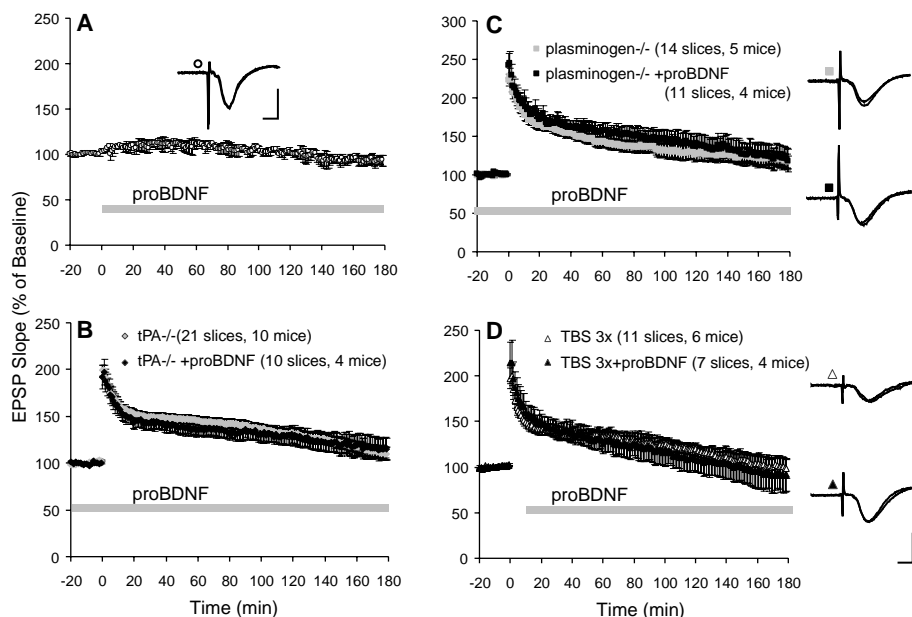 A
250
200
150
100
50
0
proBDNF
-20 0 20 40 60 80 100 120 140 160 180
B
250
200
150
100
50
0
tPA-/-(21 slices, 10 mice)
tPA-/- +proBDNF (10 slices, 4 mice)
proBDNF
-20 0 20 40 60 80 100 120 140 160 180
Time (min)
EPSP Slope (% of Baseline)
C
300
250
200
150
100
50
0
plasminogen-/- (14 slices, 5 mice)
plasminogen-/- +proBDNF
(11 slices, 4 mice)
proBDNF
-20 0 20 40 60 80 100 120 140 160 180
D
250
200
150
100
50
0
TBS 3x (11 slices, 6 mice)
TBS 3x+proBDNF (7 slices, 4 mice)
proBDNF
-20 0 20 40 60 80 100 120 140 160 180
Time (min)